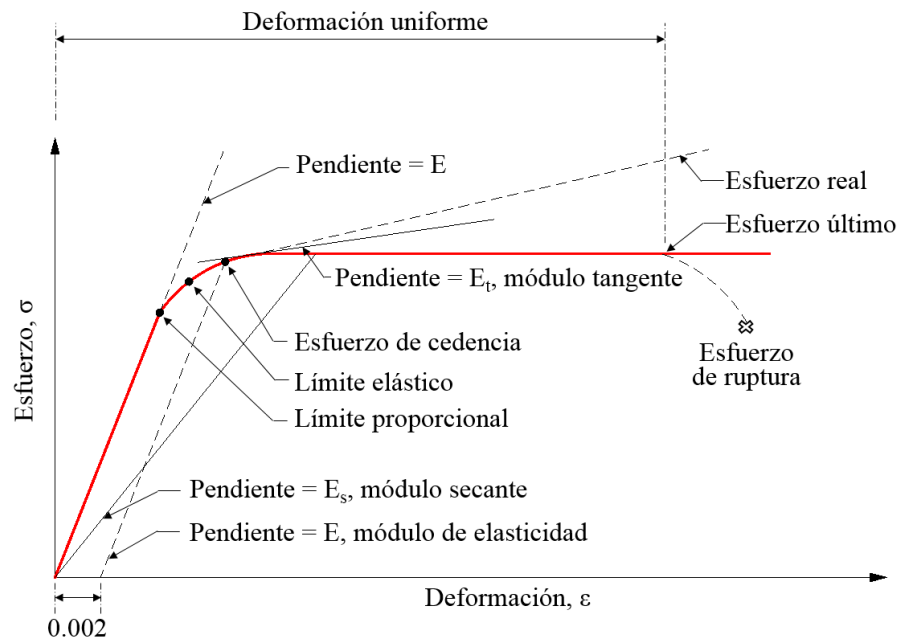 Deformación uniforme
Pendiente = E
Esfuerzo real
Esfuerzo último
Pendiente = Et, módulo tangente
Esfuerzo de cedencia
Esfuerzo
de ruptura
Límite elástico
Límite proporcional
Esfuerzo, σ
Pendiente = Es, módulo secante
Pendiente = E, módulo de elasticidad
Deformación, ε
0.002